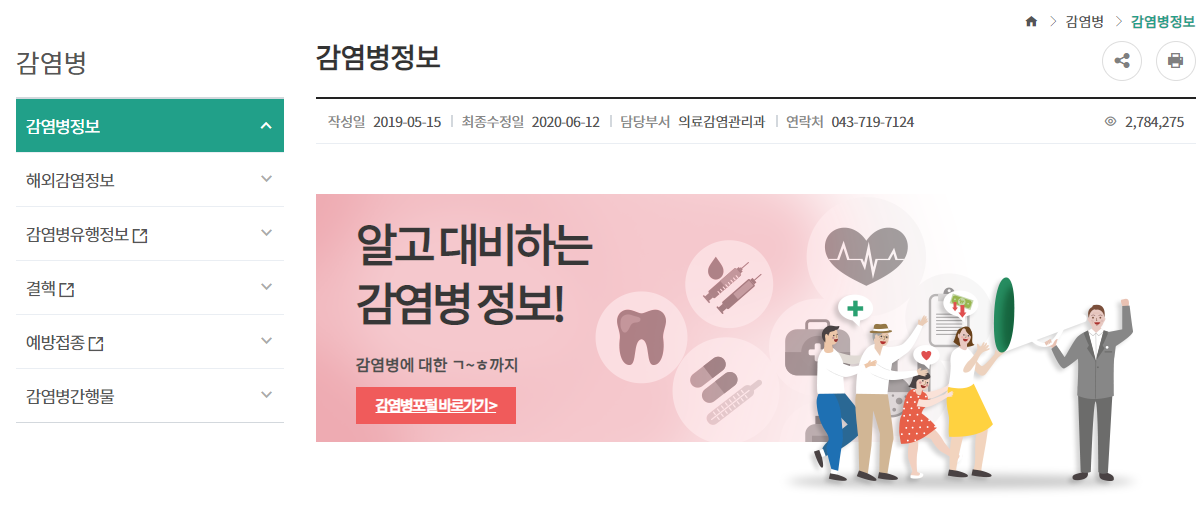 감염병 감염병정보
감염병
감염병정보
감염병정보
해외감염정보
감염병유행정보
결핵
예방접종
감염병간행물
작성일 2019-05-15 최종수정일 2020-06-12 담당부서 의료감염관리과 연락처 043-719-7124 2,784,275
알고 대비하는
감염병 정보!
감염병에 대한 ㄱ~ㅎ까지
감염병포털 바로가기>